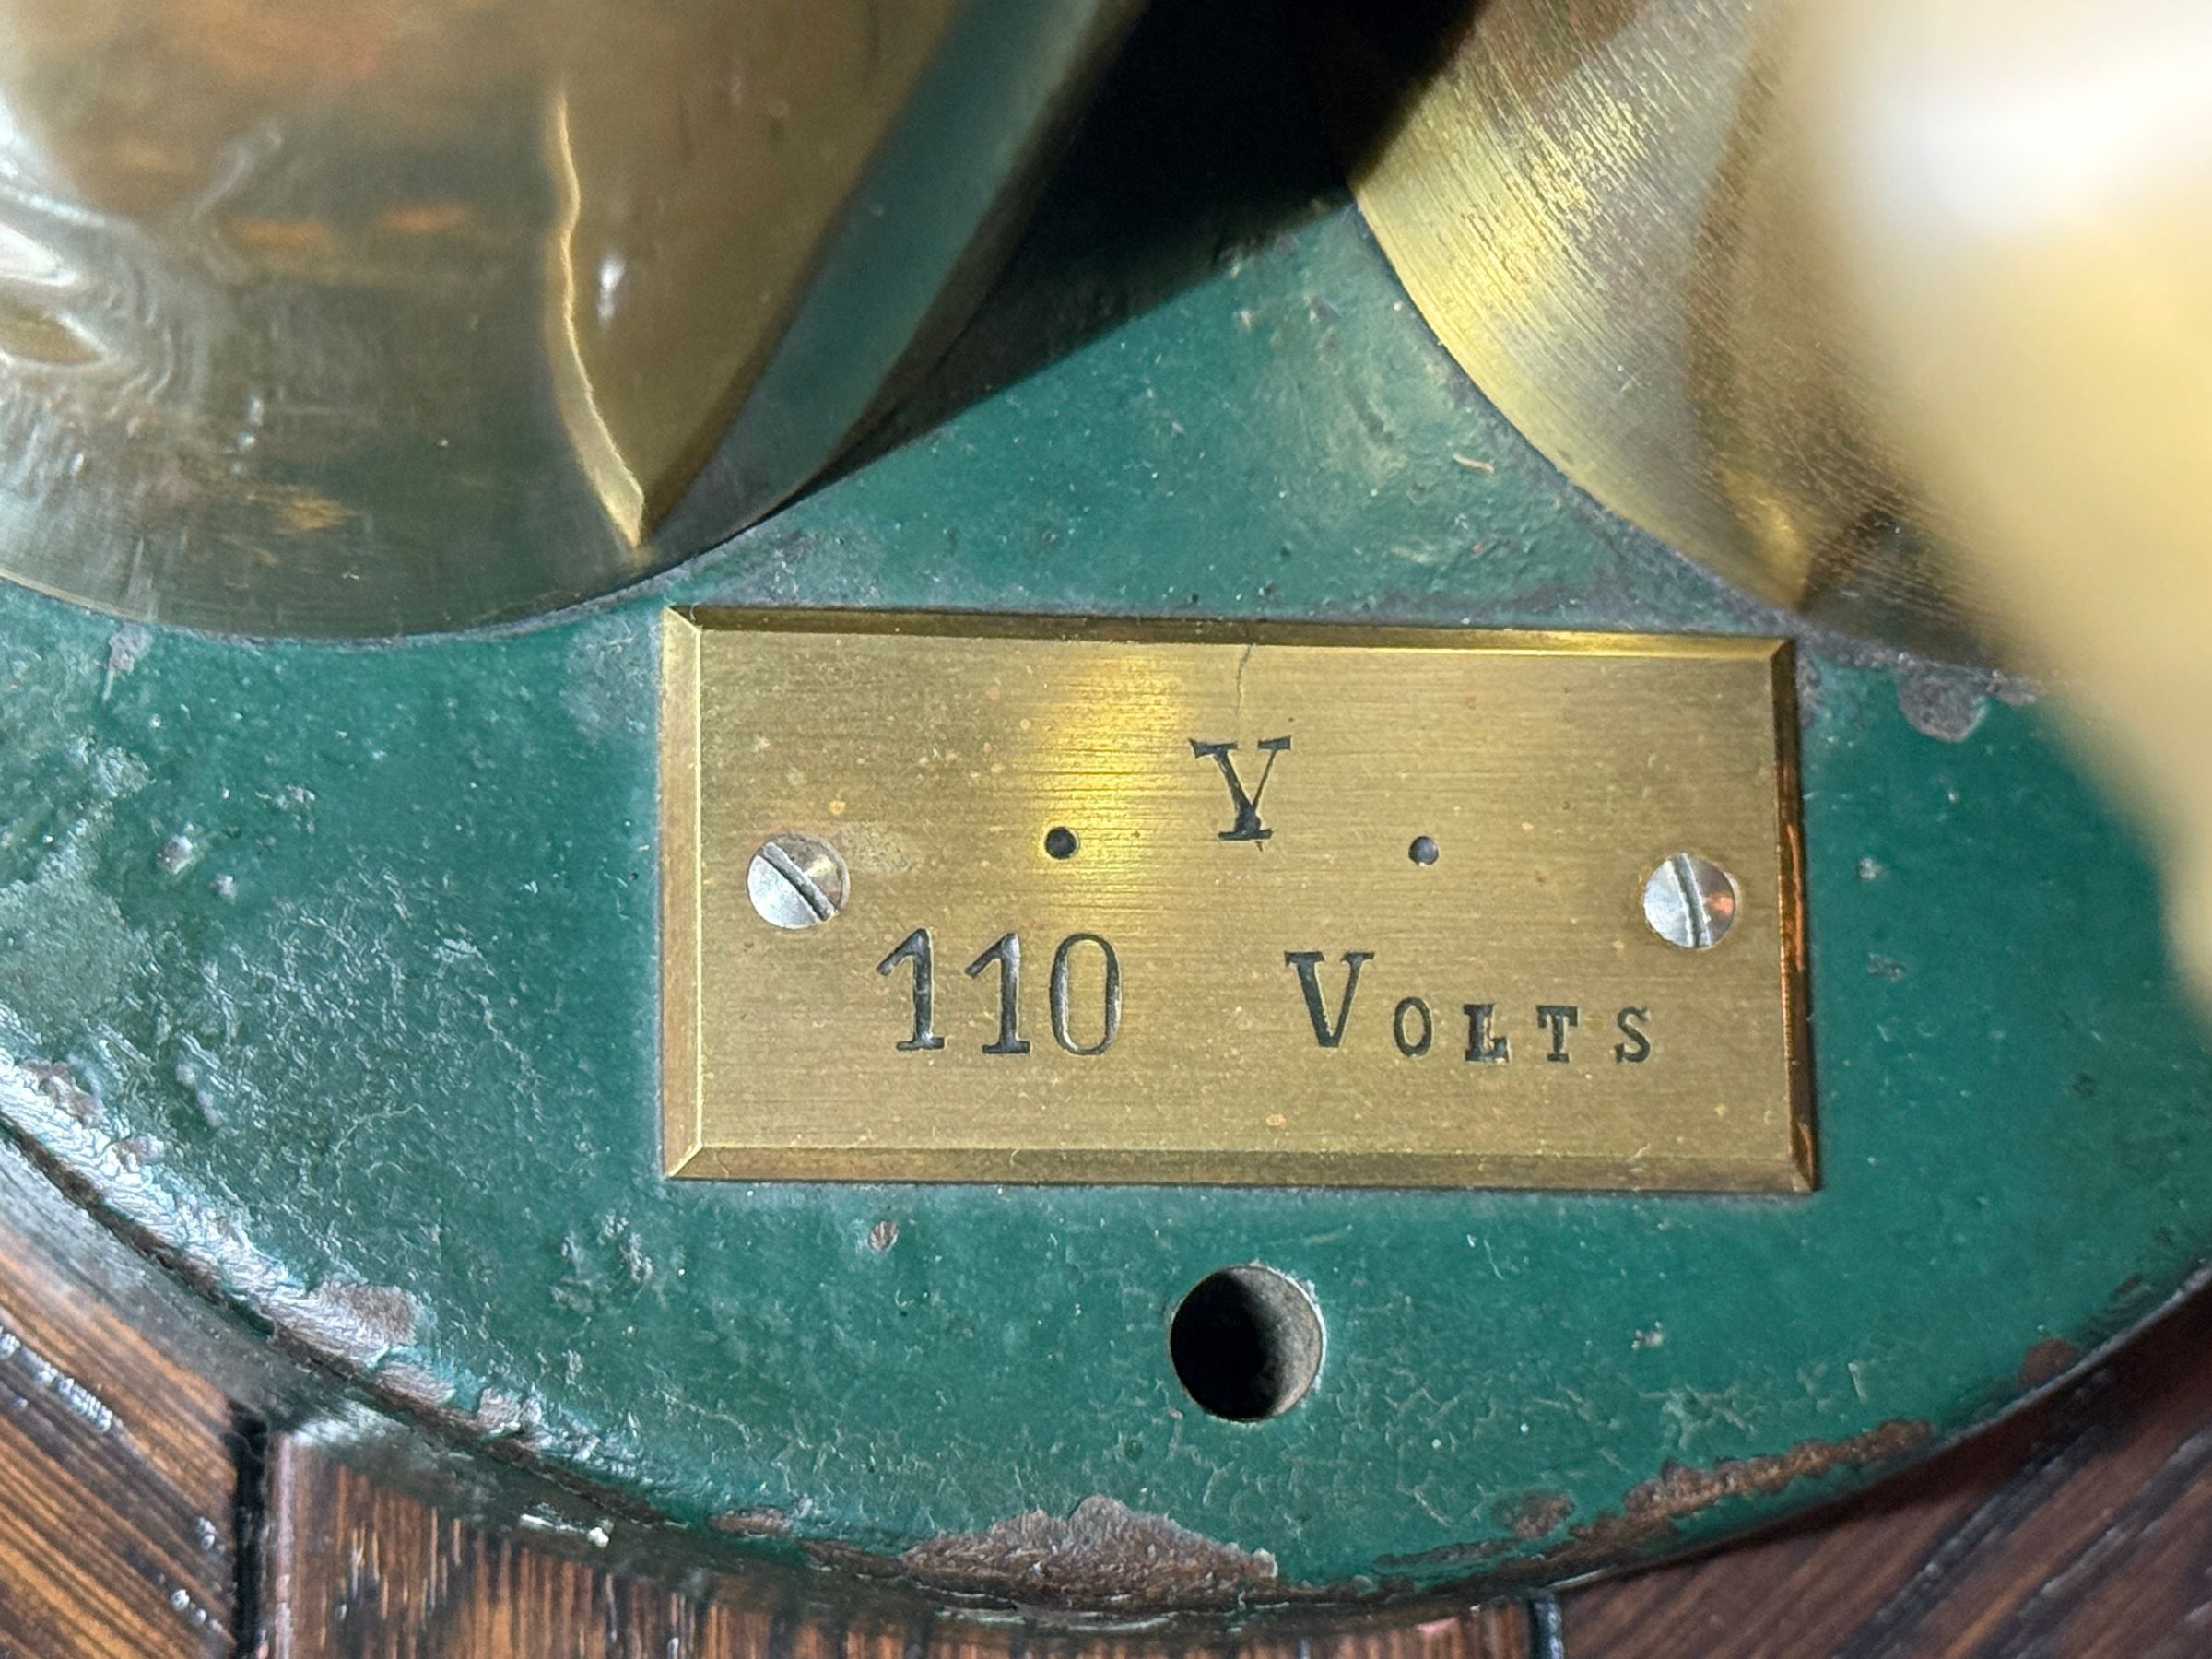 . Y .
110 VOLTS